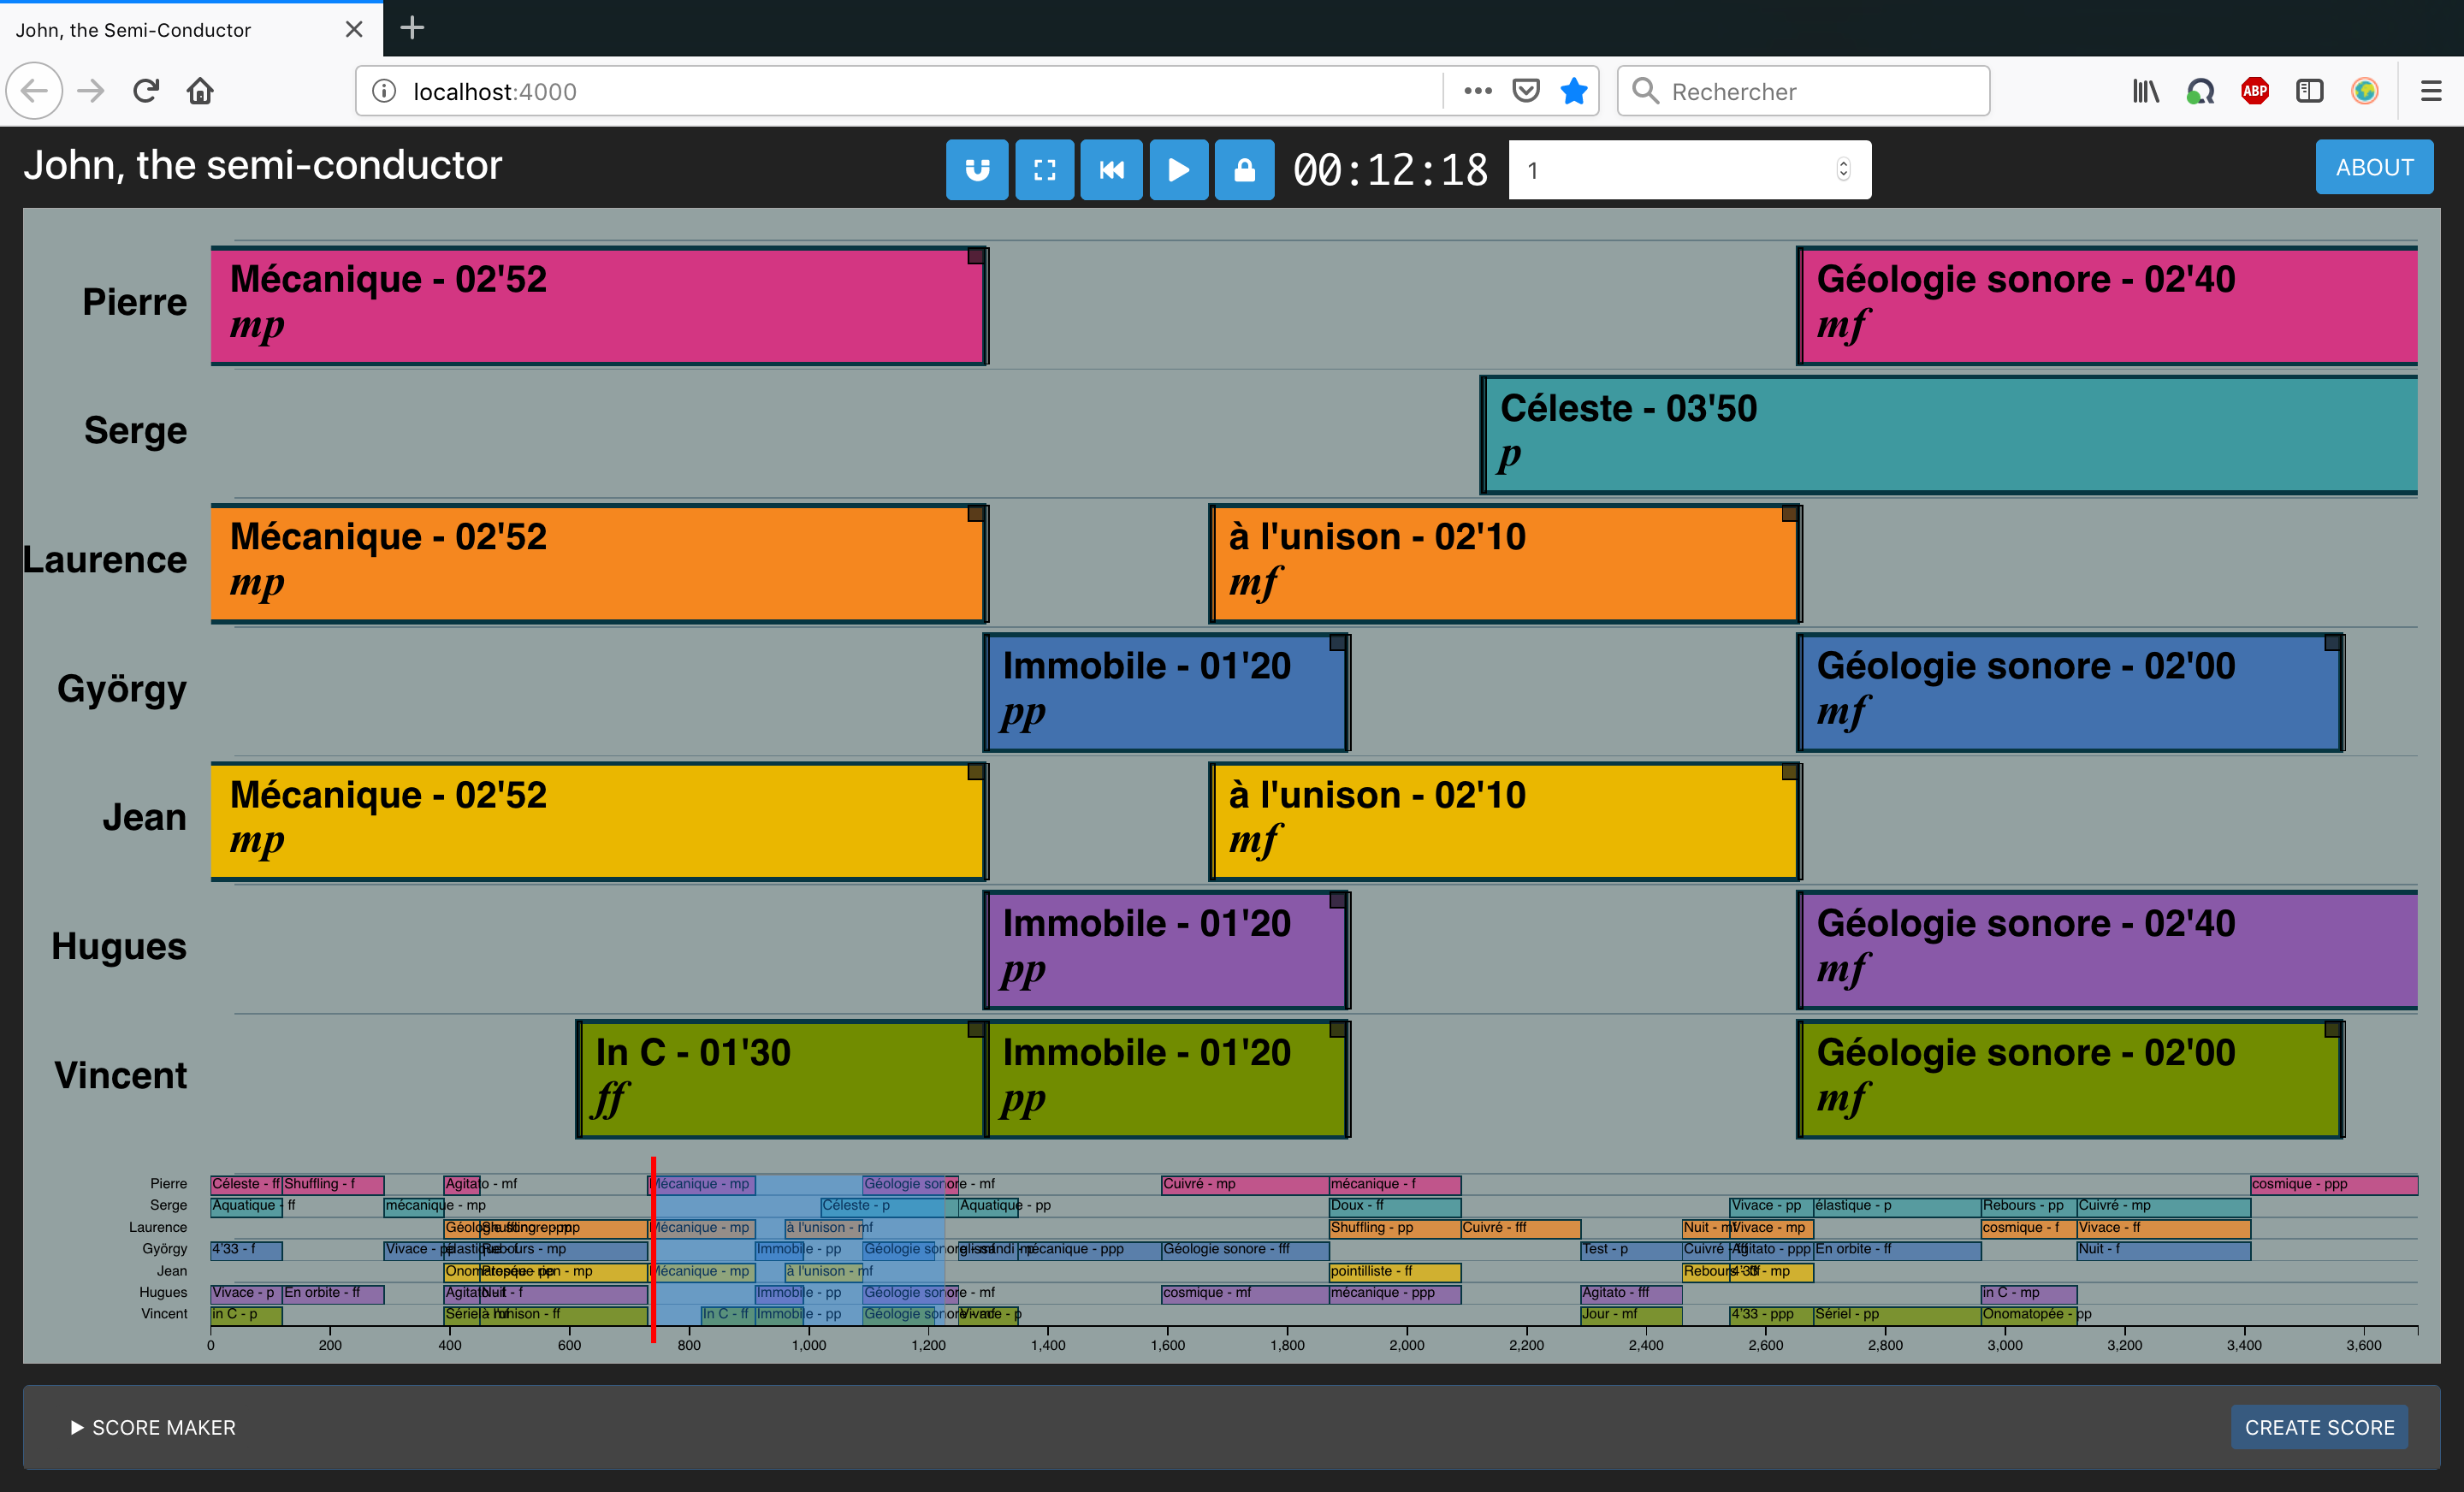 John, the Semi-Conductor
localhost:4000
Rechercher
ABP
John, the semi-conductor
00:12:18
1
ABOUT
Pierre
Mécanique - 02'52
mp
Géologie sonore - 02'40
mf
Serge
Céleste - 03'50
p
Laurence
Mécanique - 02'52
mp
à l'unison - 02'10
mf
György
Immobile - 01'20
pp
Géologie sonore - 02'00
mf
Jean
Mécanique - 02'52
mp
à l'unison - 02'10
mf
Hugues
Immobile - 01'20
pp
Géologie sonore - 02'40
mf
Vincent
In C - 01'30
ff
Immobile - 01'20
pp
Géologie sonore - 02'00
mf
Pierre Céleste - ff Shuffling - f Agitato - mf Mécanique - mp Géologie sonore - mf Cuivré - mp mécanique - f cosmique - ppp
Serge Aquatique - ff mécanique - mp Céleste - p Aquatique - pp Doux - ff Vivace - pp élastique - p Rebours - pp Cuivré - mp
Laurence Mécanique - mp à l'unison - mf Shuffling - pp Cuivré - fff Vivace - mp cosmique - f Vivace - ff
György 4'33 - f Rebours - mp Immobile - pp Géologie sonore mécanique - ppp Géologie sonore - fff Test - p Cuivré Agitato - ppp En orbite - ff Nuit - f
Jean Mécanique - mp à l'unison - mf pointilliste - ff Rebours 4'33 - mp
Hugues Vivace - p En orbite - ff Agitato Nuit - f Immobile - pp Géologie sonore - mf cosmique - mf mécanique - ppp Agitato - fff in C - mp
Vincent in C - p Sériel à l'unison - ff In C - ff Immobile - pp Géologie sonore Vivace - p Jour - mf 4'33 - ppp Sériel - pp Onomatopée - pp
0 200 400 600 800 1,000 1,200 1,400 1,600 1,800 2,000 2,200 2,400 2,600 2,800 3,000 3,200 3,400 3,600
SCORE MAKER
CREATE SCORE